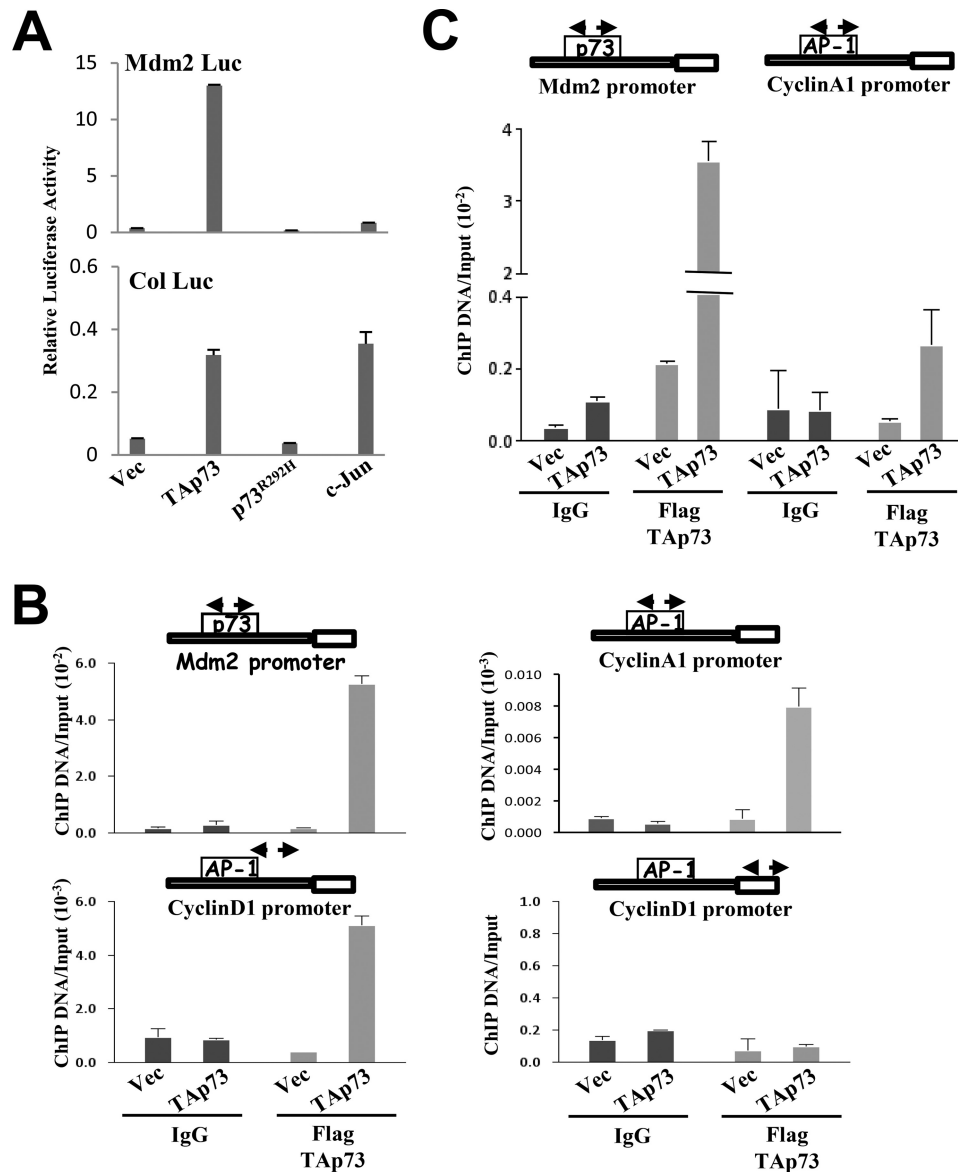 A
Mdm2 Luc
15
10
5
0
Col Luc
0.6
0.4
0.2
0
Relative Luciferase Activity
Vec
TAp73
p73R292H
c-Jun
C
p73
Mdm2 promoter
AP-1
CyclinA1 promoter
ChIP DNA/Input (10-2)
4
2
0.4
0.2
0.0
Vec
TAp73
Vec
TAp73
Vec
TAp73
Vec
TAp73
IgG
Flag
TAp73
IgG
Flag
TAp73
B
p73
Mdm2 promoter
ChIP DNA/Input (10-2)
6.0
4.0
2.0
0.0
AP-1
CyclinA1 promoter
ChIP DNA/Input (10-3)
0.010
0.008
0.006
0.004
0.002
0.000
AP-1
CyclinD1 promoter
ChIP DNA/Input (10-3)
6.0
4.0
2.0
0.0
Vec
TAp73
Vec
TAp73
IgG
Flag
TAp73
AP-1
CyclinD1 promoter
ChIP DNA/Input
1.0
0.8
0.6
0.4
0.2
0.0
Vec
TAp73
Vec
TAp73
IgG
Flag
TAp73